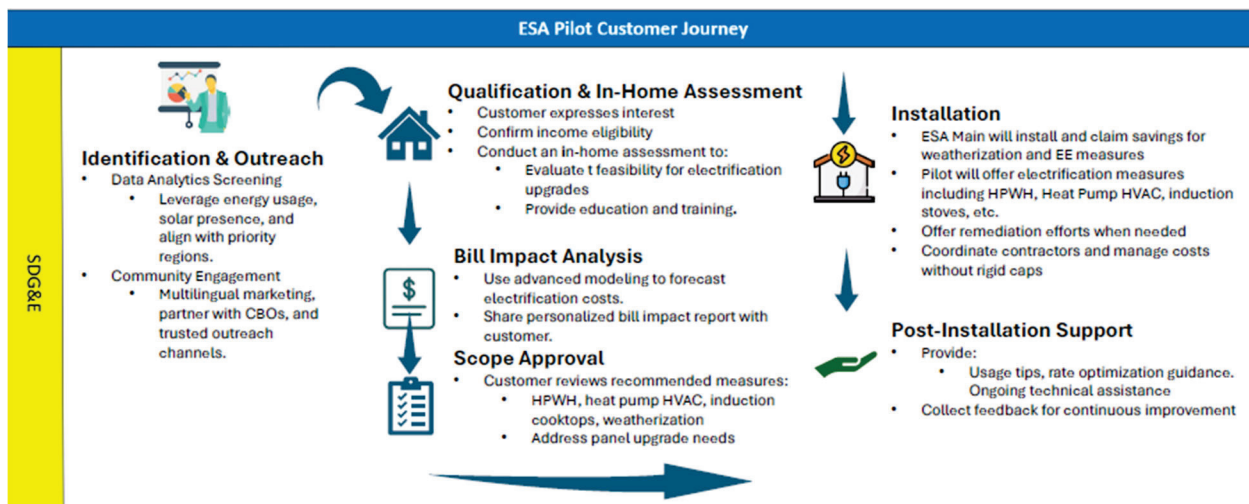 ESA Pilot Customer Journey
SDG&E
Identification & Outreach
• Data Analytics Screening
• Leverage energy usage,
solar presence, and
align with priority
regions.
• Community Engagement
• Multilingual marketing,
partner with CBOs, and
trusted outreach
channels.
Qualification & In-Home Assessment
• Customer expresses interest
• Confirm income eligibility
• Conduct an in-home assessment to:
• Evaluate t feasibility for electrification
upgrades
• Provide education and training.
Bill Impact Analysis
• Use advanced modeling to forecast
electrification costs.
• Share personalized bill impact report with
customer.
$
Scope Approval
• Customer reviews recommended measures:
• HPWH, heat pump HVAC, induction
cooktops, weatherization
• Address panel upgrade needs
Installation
• ESA Main will install and claim savings for
weatherization and EE measures
• Pilot will offer electrification measures
including HPWH, Heat Pump HVAC, induction
stoves, etc.
• Offer remediation efforts when needed
• Coordinate contractors and manage costs
without rigid caps
Post-Installation Support
• Provide:
• Usage tips, rate optimization guidance.
Ongoing technical assistance
• Collect feedback for continuous improvement